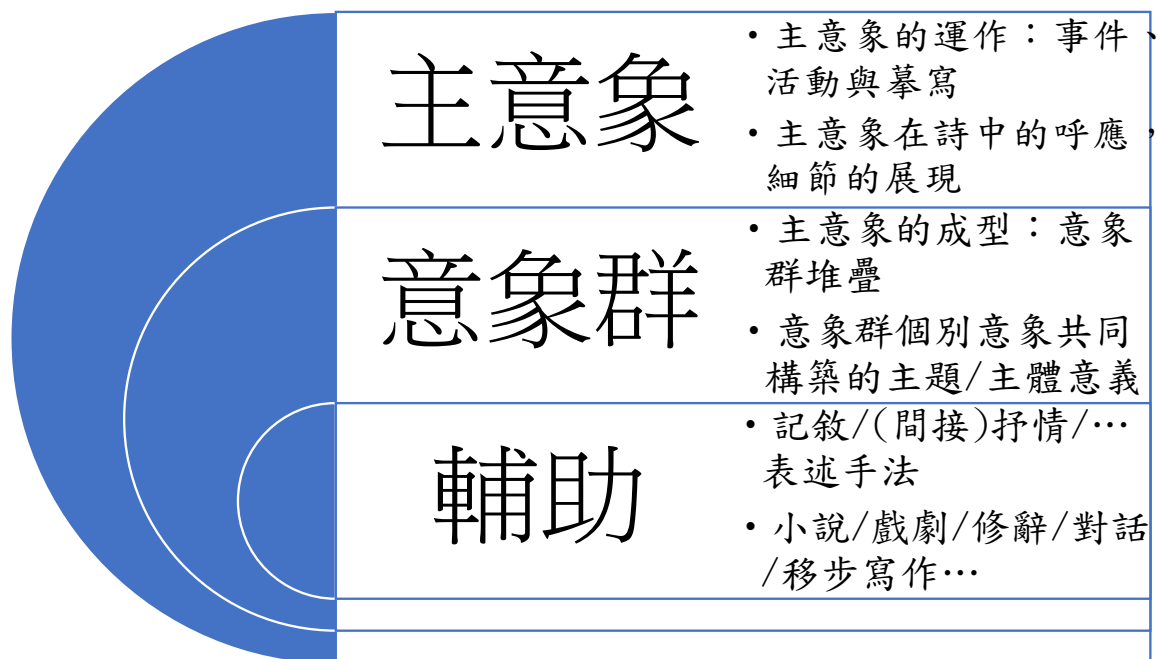 主意象
•主意象的運作：事件、
活動與摹寫
•主意象在詩中的呼應，
細節的展現
意象群
•主意象的成型：意象
群堆疊
•意象群個別意象共同
構築的主題/主體意義
輔助
•記敘/(間接)抒情/…
表述手法
•小說/戲劇/修辭/對話
/移步寫作…